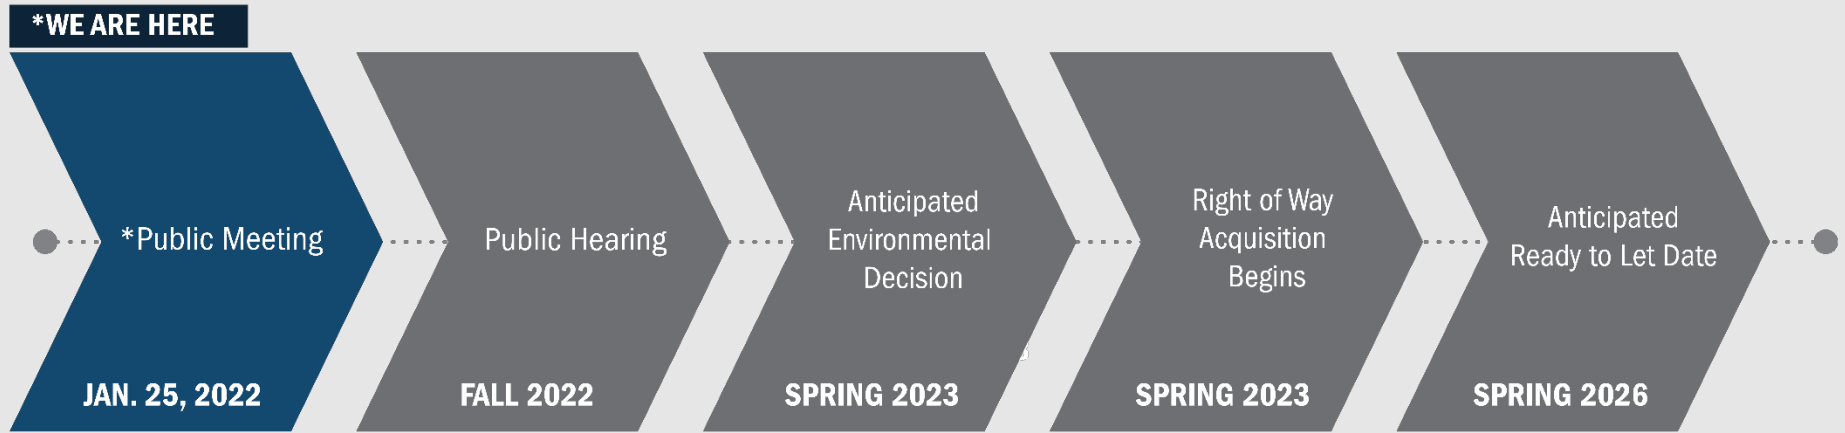 *WE ARE HERE
*Public Meeting
JAN. 25, 2022
Public Hearing
FALL 2022
Anticipated
Environmental
Decision
SPRING 2023
Right of Way
Acquisition
Begins
SPRING 2023
Anticipated
Ready to Let Date
SPRING 2026